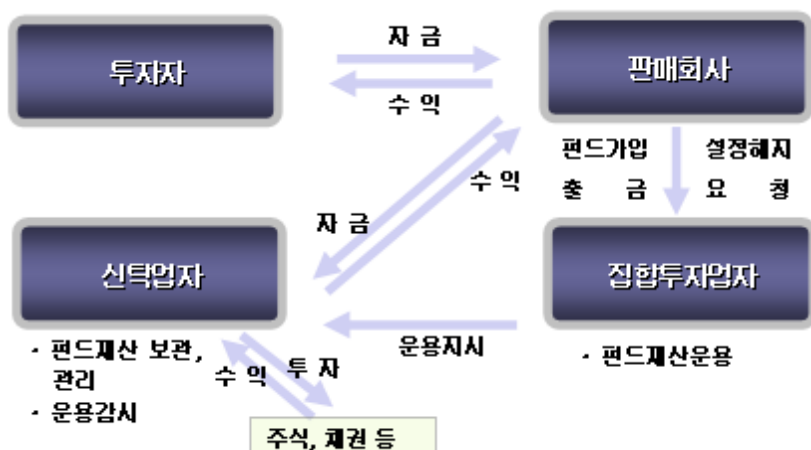 투자자
자 금
수 익
판매회사
펀드가입 설정해지
출 금 요 청
수 익
자 금
신탁업자
집합투자업자
운용지시
· 펀드재산 보관,
관리
· 운용감시
· 펀드재산운용
수 익
투 자
주식, 채권 등